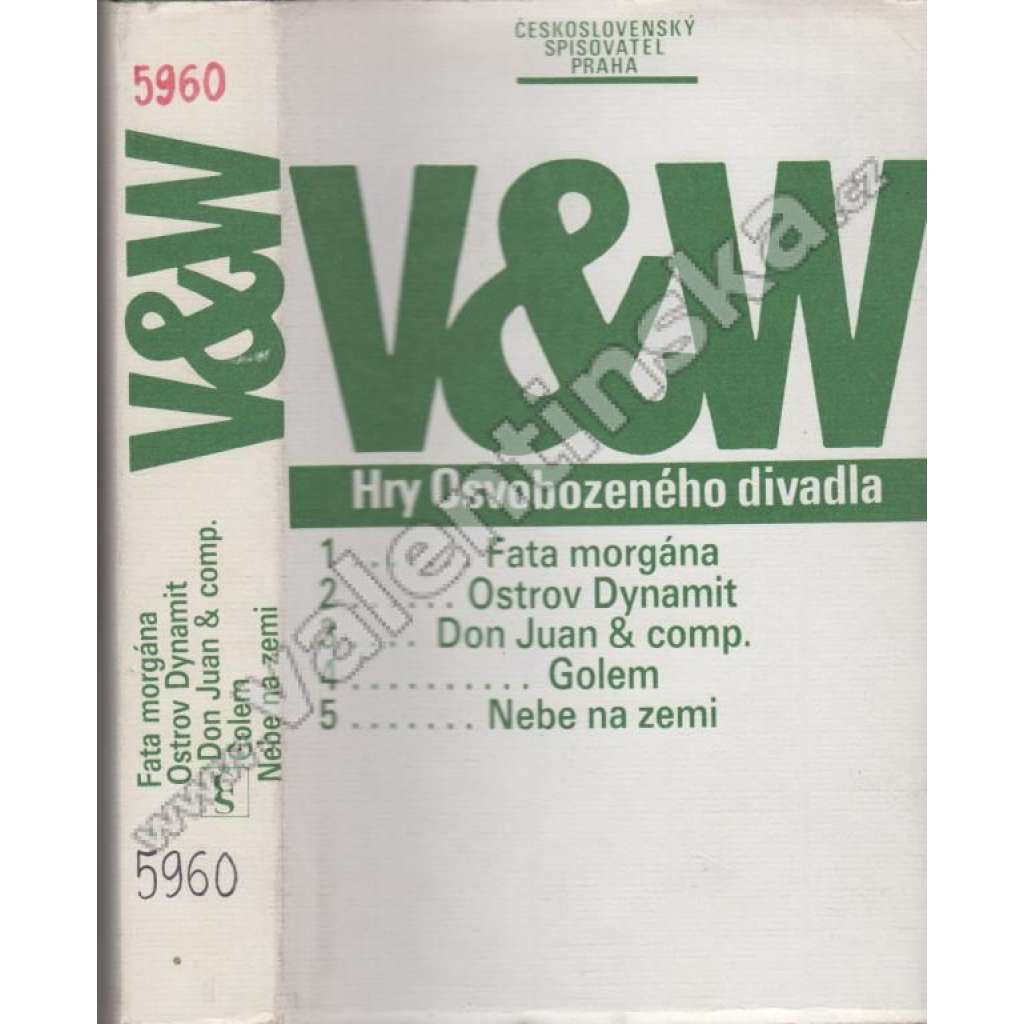 ČESKOSLOVENSKÝ
SPISOVATEL
PRAHA
V&W
Hry Osvobozeného divadla
1 .... Fata morgána
2 ...... Ostrov Dynamit
3 .... Don Juan & comp.
4 .......... Golem
5 ....... Nebe na zemi
5960
V&W
Fata morgána
Ostrov Dynamit
Don Juan & comp.
Golem
Nebe na zemi
5960
www.valentinska.cz